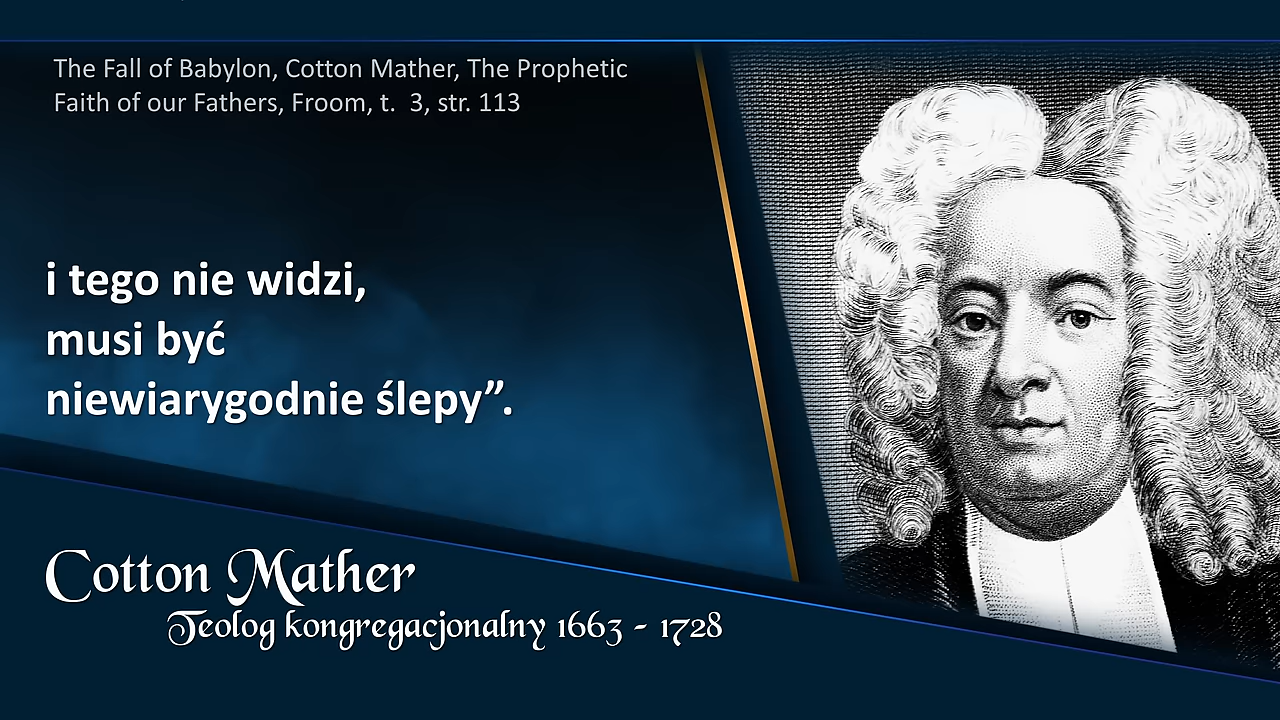 The Fall of Babylon, Cotton Mather, The Prophetic
Faith of our Fathers, Froom, t. 3, str. 113
i tego nie widzi,
musi być
niewiarygodnie ślepy”.
Cotton Mather
Teolog kongregacjonalny 1663 - 1728